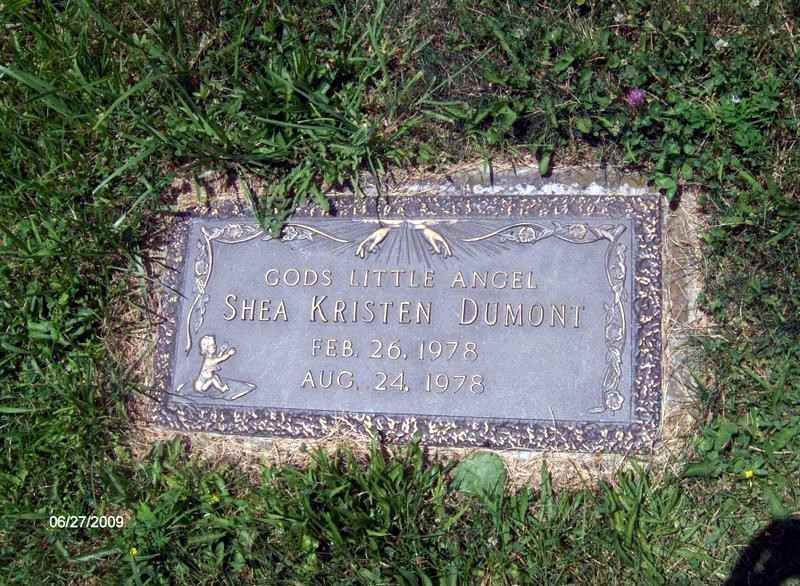 GODS LITTLE ANGEL
SHEA KRISTEN DUMONT
FEB. 26, 1978
AUG. 24, 1978
06/27/2009